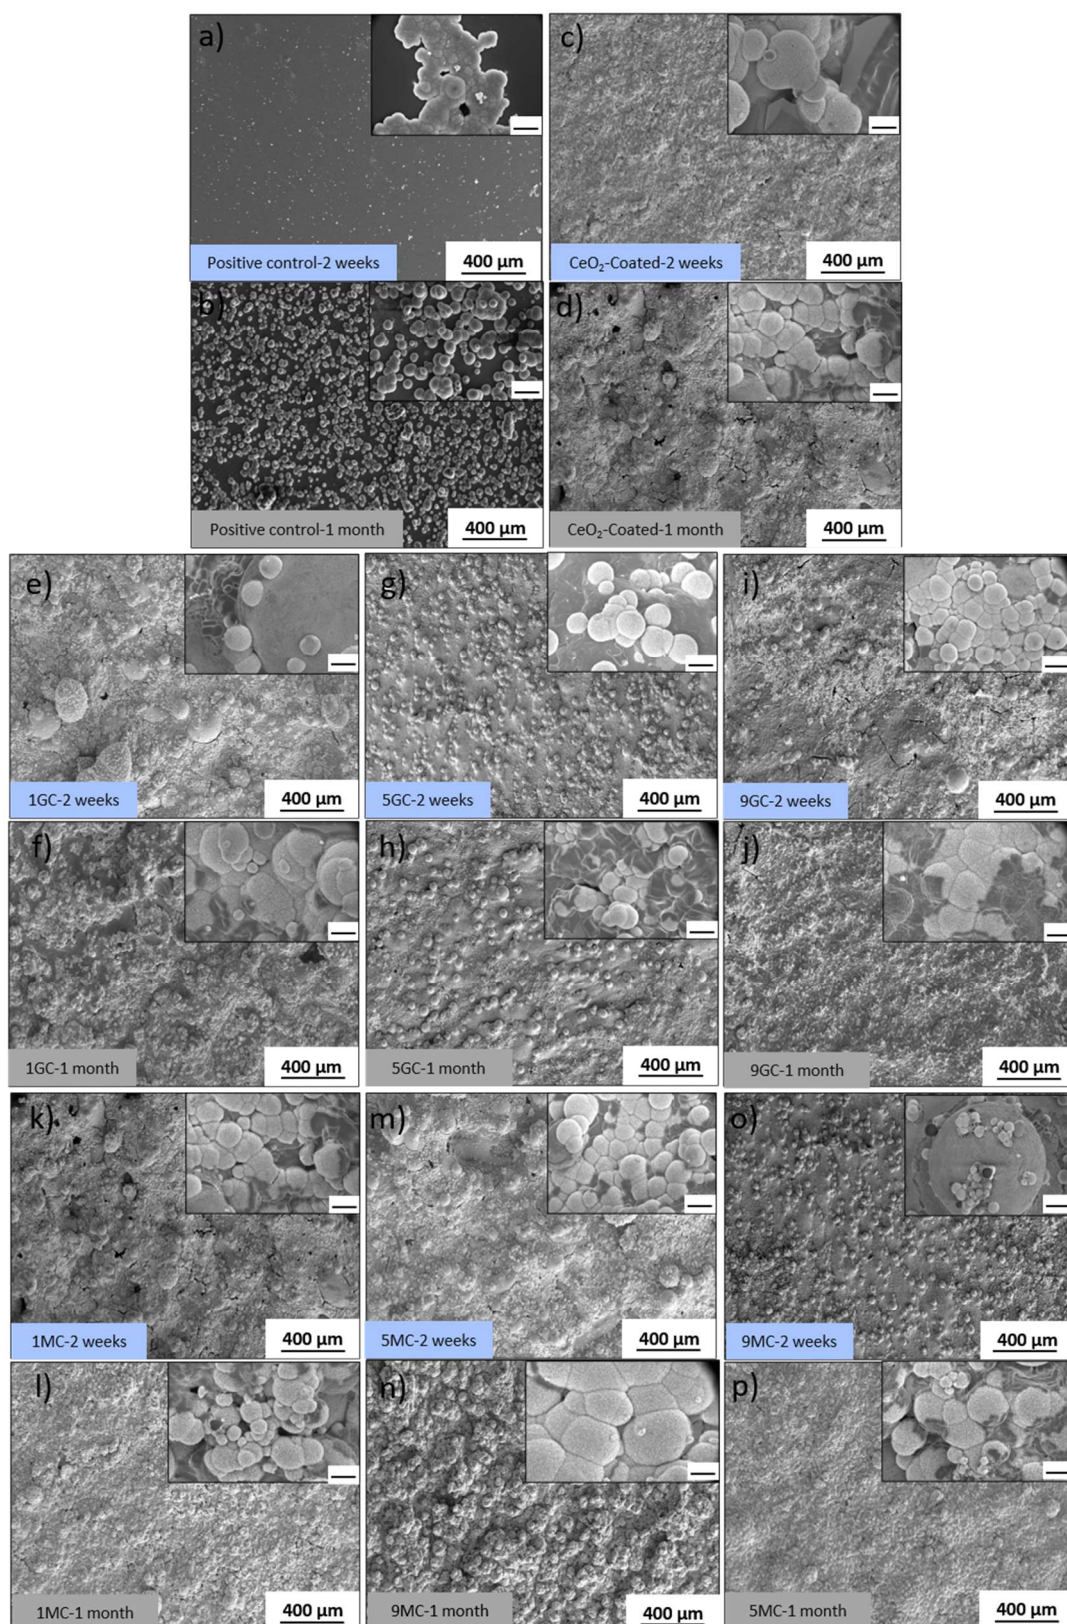 a)
Positive control-2 weeks
400 µm
c)
CeO₂-Coated-2 weeks
400 µm
b)
Positive control-1 month
400 µm
d)
CeO₂-Coated-1 month
400 µm
e)
1GC-2 weeks
400 µm
g)
5GC-2 weeks
400 µm
i)
9GC-2 weeks
400 µm
f)
1GC-1 month
400 µm
h)
5GC-1 month
400 µm
j)
9GC-1 month
400 µm
k)
1MC-2 weeks
400 µm
m)
5MC-2 weeks
400 µm
o)
9MC-2 weeks
400 µm
l)
1MC-1 month
400 µm
n)
9MC-1 month
400 µm
p)
5MC-1 month
400 µm